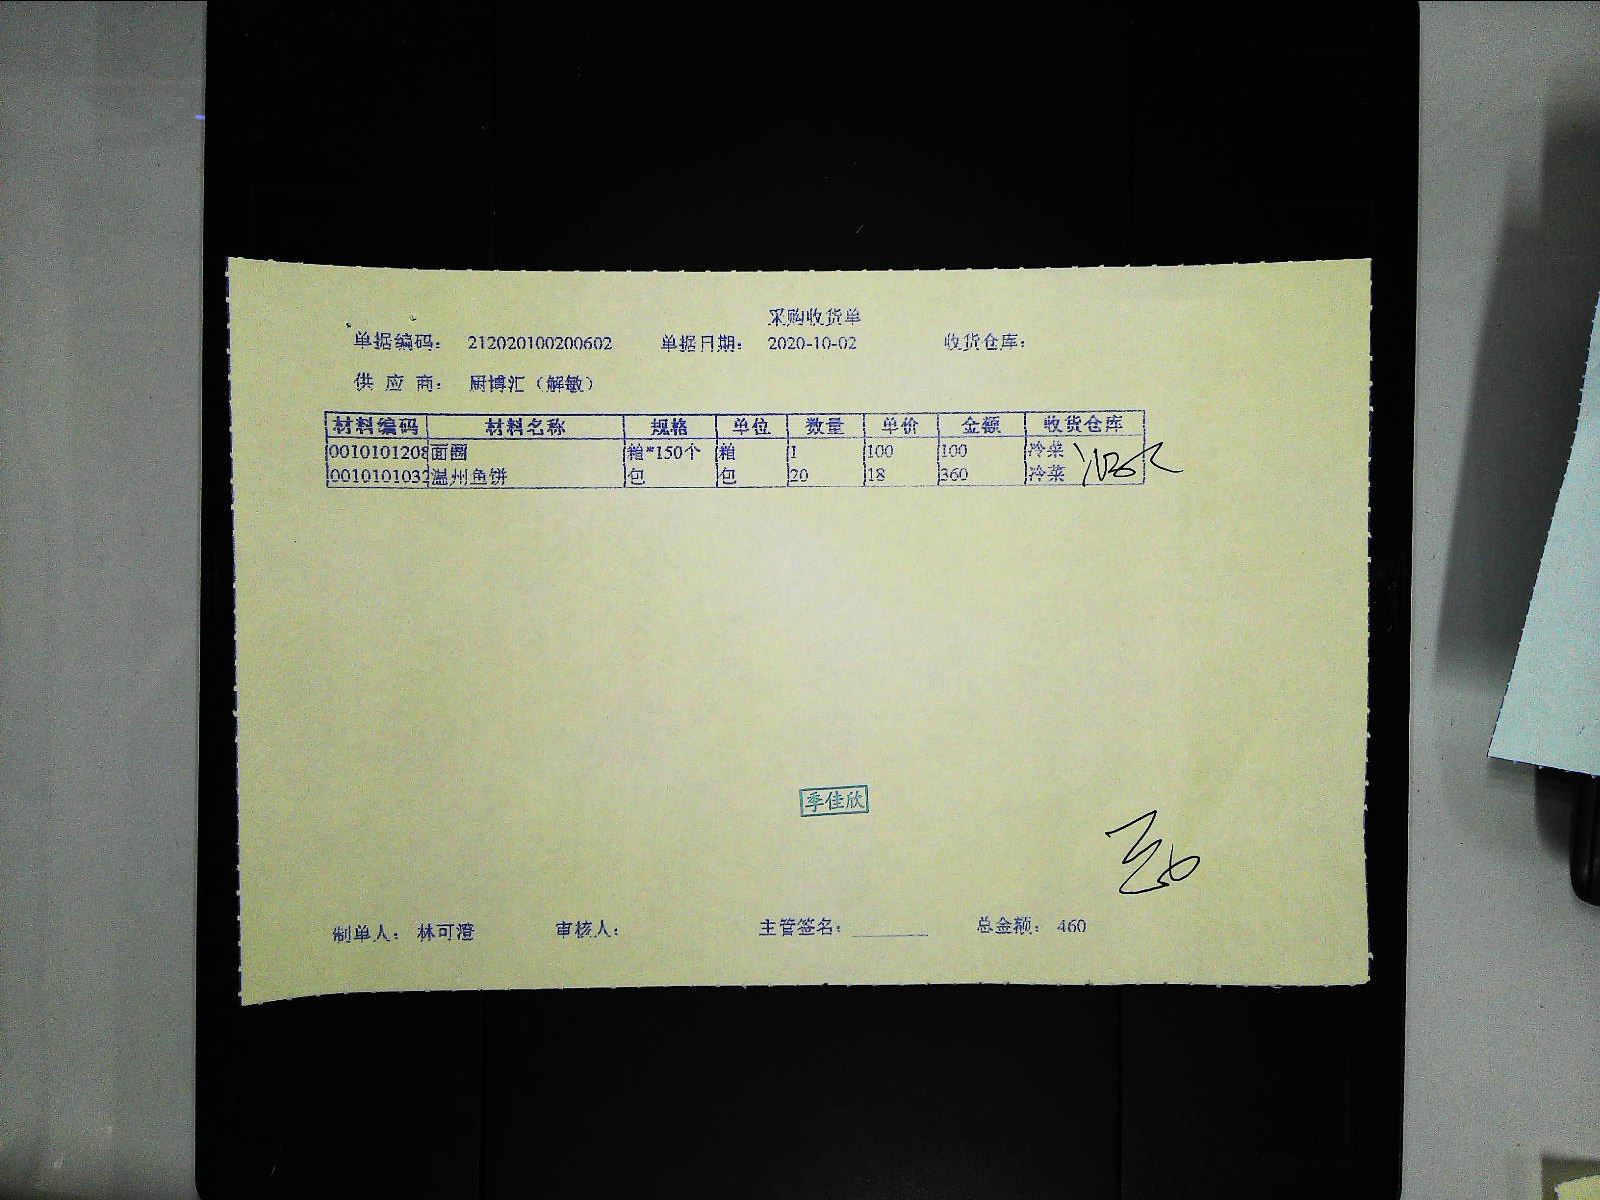 采购收货单
单据编码： 212020100200602 单据日期： 2020-10-02 收货仓库：
供 应 商： 厨博汇（解敏）
材料编码 材料名称 规格 单位 数量 单价 金额 收货仓库
0010101208 面圈 箱*150个 箱 1 100 100 冷菜
0010101032 温州鱼饼 包 包 20 18 360 冷菜
季佳欣
制单人： 林可澄 审核人： 主管签名：________ 总金额： 460